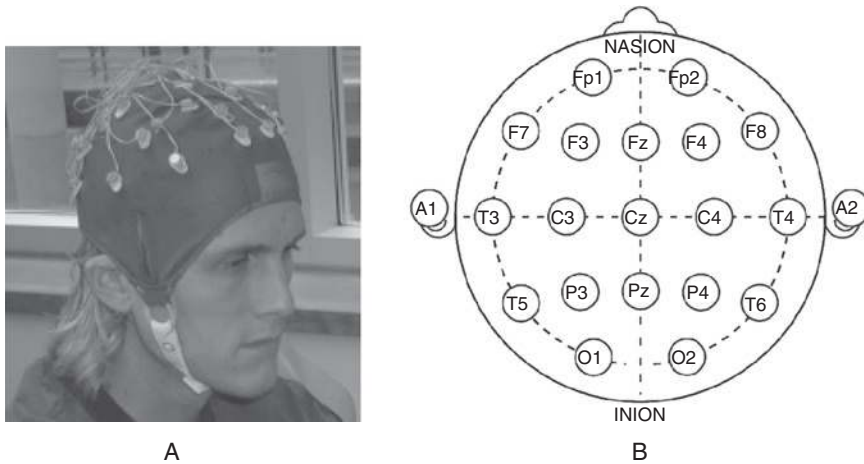 NASION
Fp1 Fp2
F7 F3 Fz F4 F8
A1 T3 C3 Cz C4 T4 A2
T5 P3 Pz P4 T6
O1 O2
INION
A B